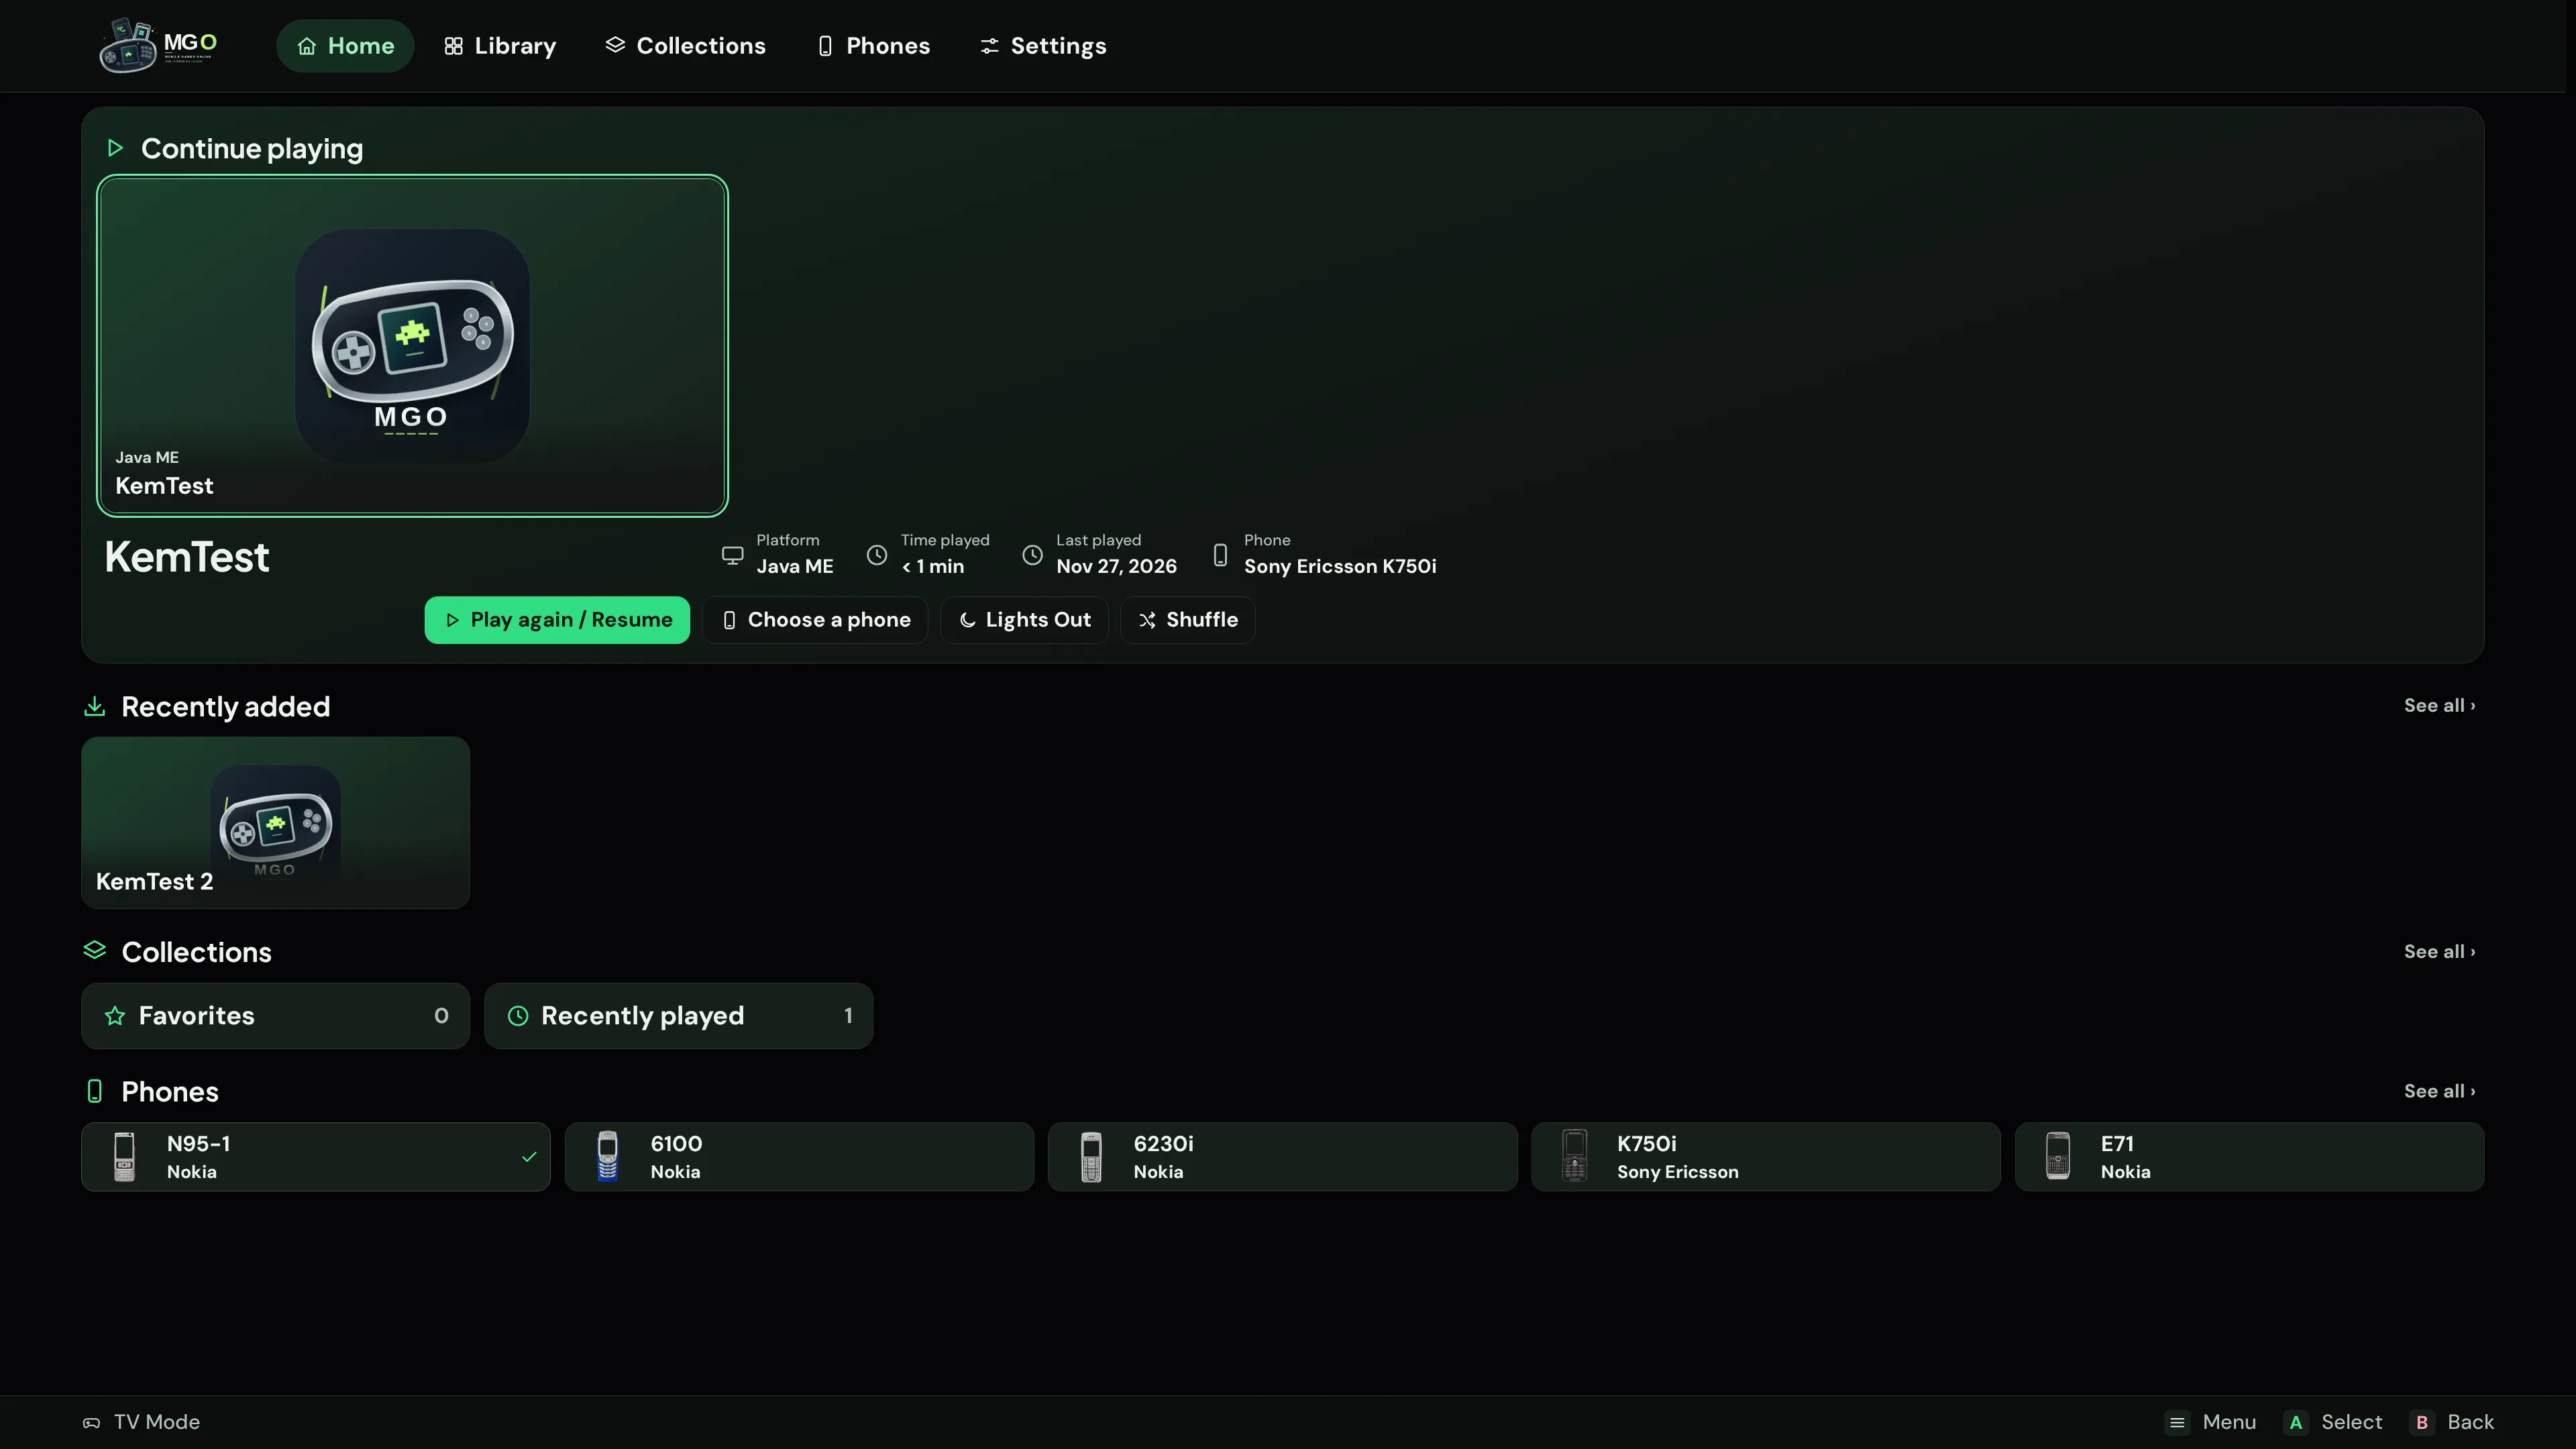 MGO
Home
Library
Collections
Phones
Settings
Continue playing
MGO
Java ME
KemTest
KemTest
Platform
Java ME
Time played
< 1 min
Last played
Nov 27, 2026
Phone
Sony Ericsson K750i
Play again / Resume
Choose a phone
Lights Out
Shuffle
Recently added
See all ›
MGO
KemTest 2
Collections
See all ›
Favorites
0
Recently played
1
Phones
See all ›
N95-1
Nokia
6100
Nokia
6230i
Nokia
K750i
Sony Ericsson
E71
Nokia
TV Mode
Menu
A Select
B Back